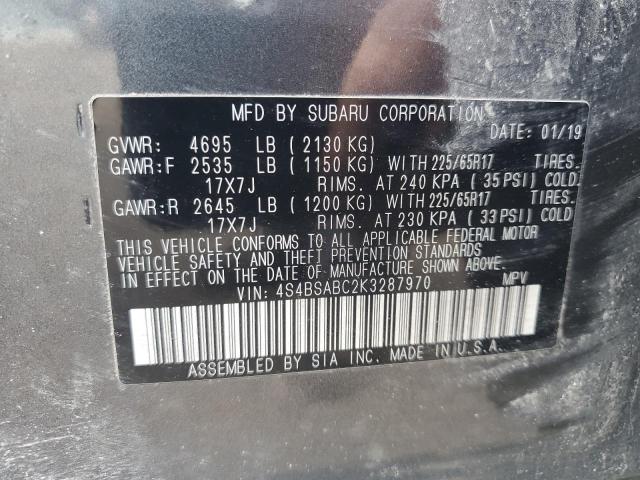 MFD BY SUBARU CORPORATION
DATE: 01/19
GVWR: 4695 LB ( 2130 KG)
GAWR:F 2535 LB ( 1150 KG) WITH 225/65R17 TIRES.
17X7J RIMS. AT 240 KPA ( 35 PSI) COLD
GAWR:R 2645 LB ( 1200 KG) WITH 225/65R17 TIRES.
17X7J RIMS. AT 230 KPA ( 33 PSI) COLD
THIS VEHICLE CONFORMS TO ALL APPLICABLE FEDERAL MOTOR
VEHICLE SAFETY AND THEFT PREVENTION STANDARDS
IN EFFECT ON THE DATE OF MANUFACTURE SHOWN ABOVE.
VIN: 4S4BSABC2K3287970 MPV
ASSEMBLED BY SIA INC. MADE IN U.S.A.